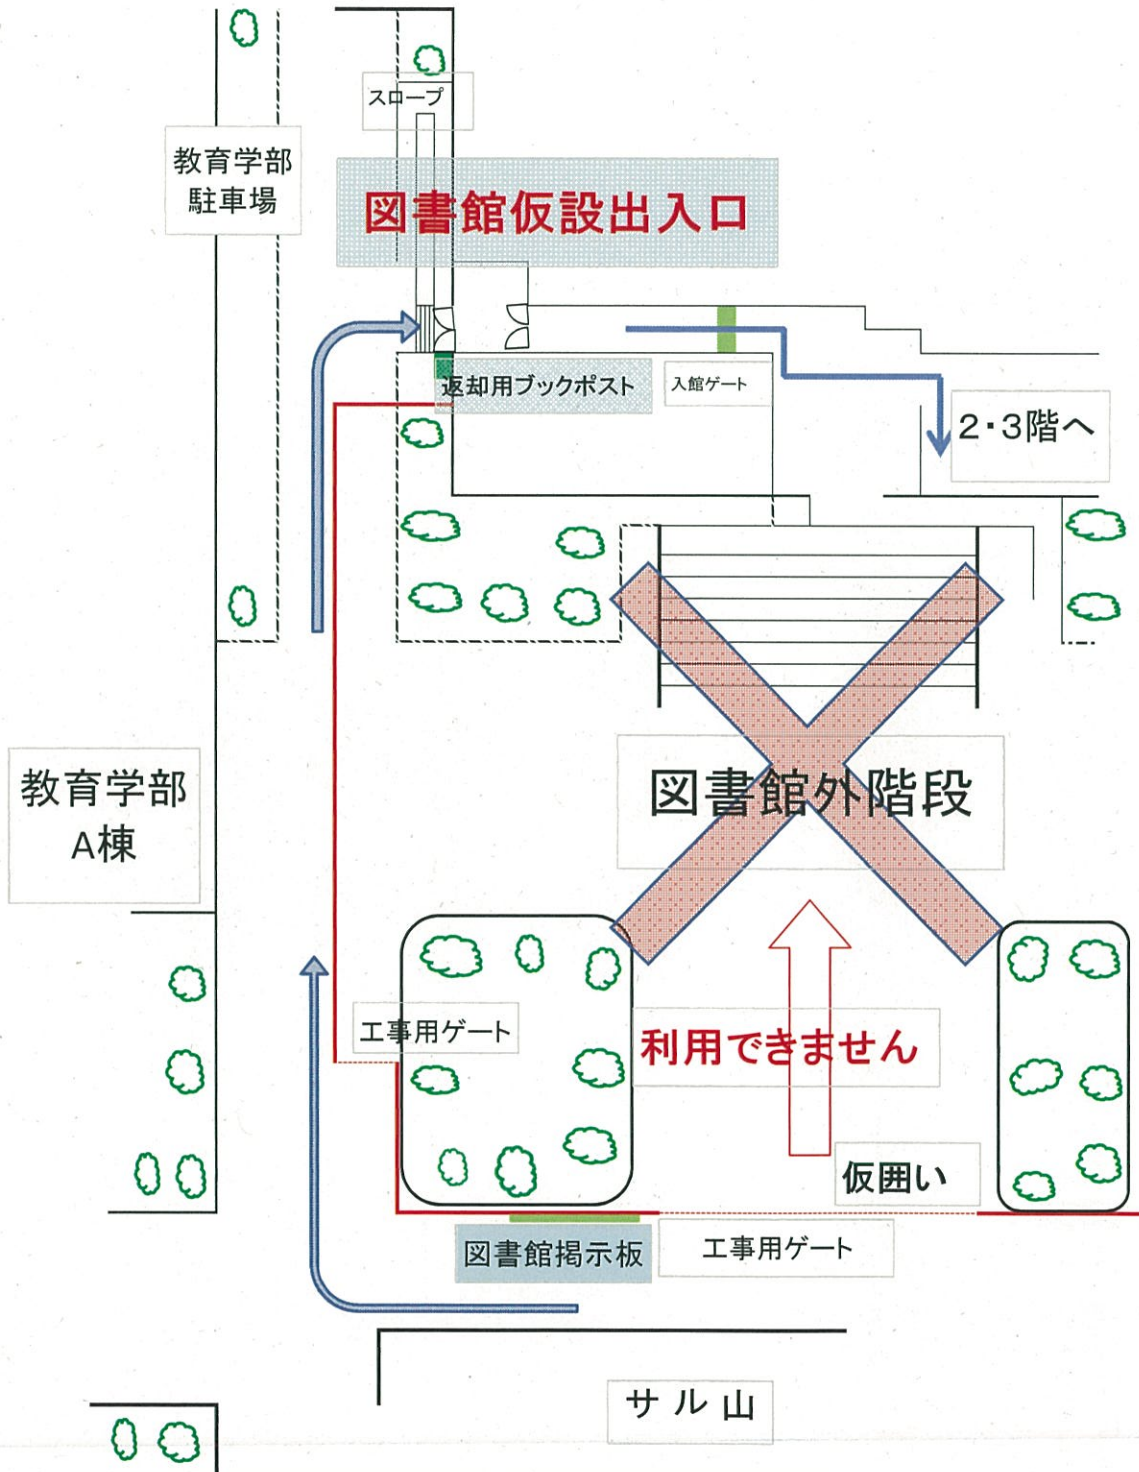 スロープ
教育学部
駐車場
図書館仮設出入口
返却用ブックポスト
入館ゲート
2・3階へ
教育学部
A棟
図書館外階段
工事用ゲート
利用できません
仮囲い
図書館掲示板
工事用ゲート
サル山